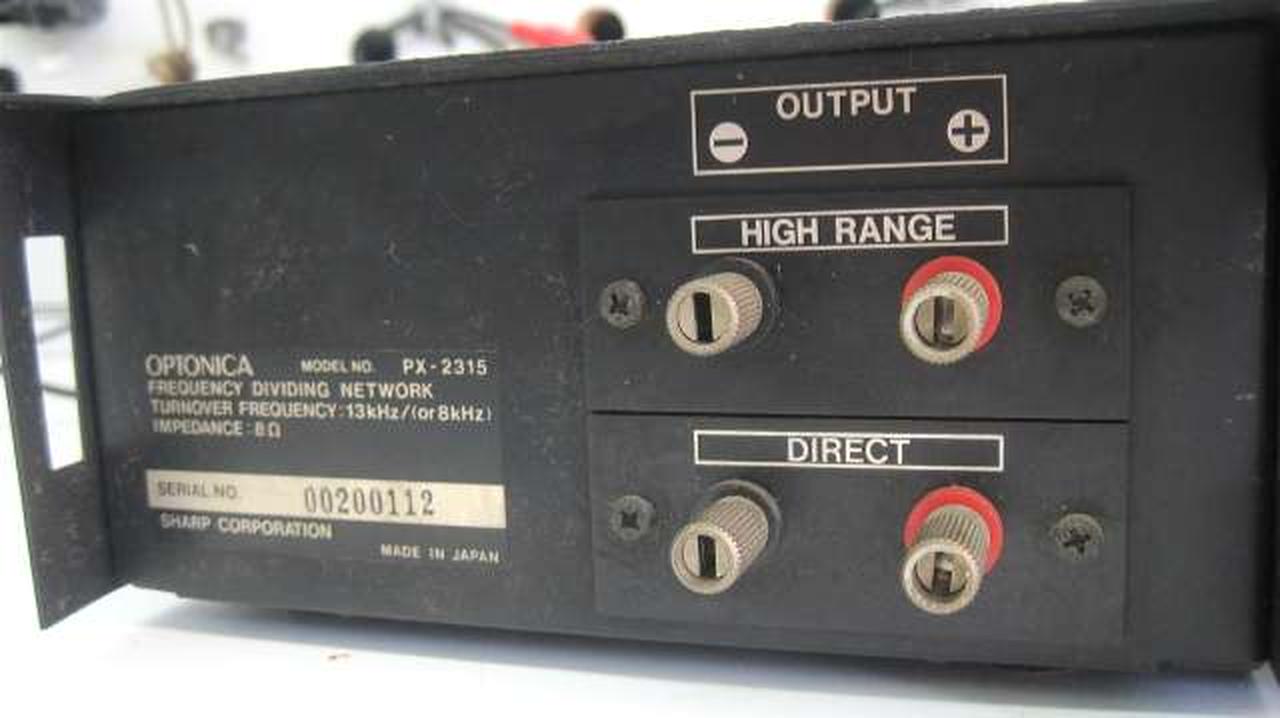 OUTPUT
− +
HIGH RANGE
DIRECT
OPTONICA MODEL NO. PX-2315
FREQUENCY DIVIDING NETWORK
TURNOVER FREQUENCY:13kHz/(or8kHz)
IMPEDANCE:8Ω
SERIAL NO. 00200112
SHARP CORPORATION
MADE IN JAPAN